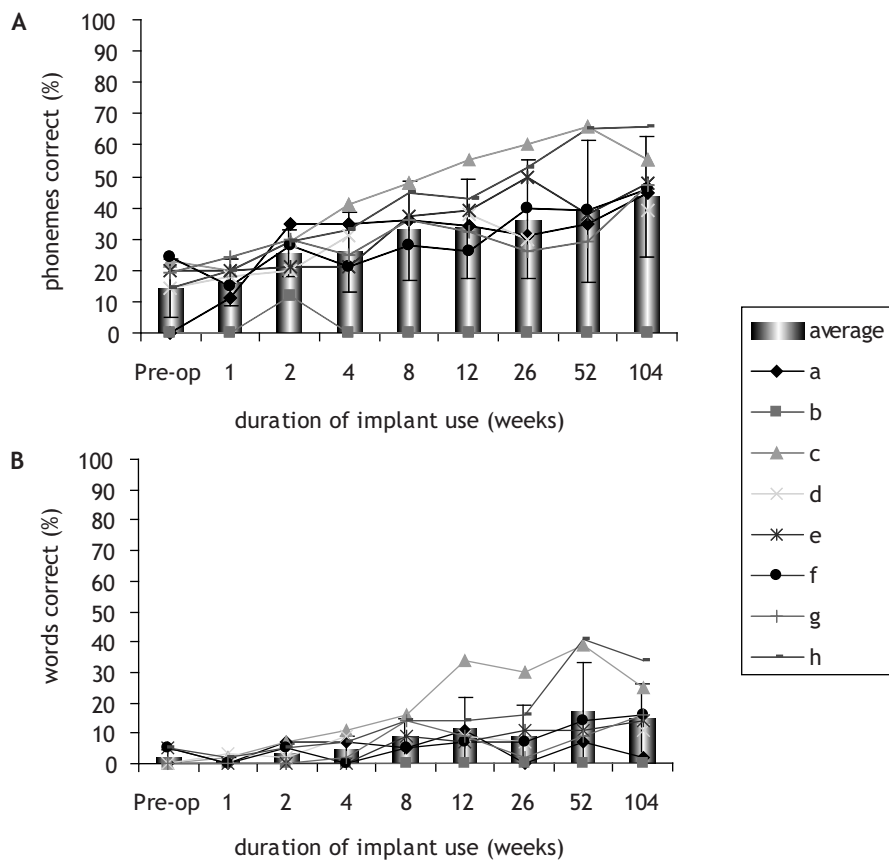 A
phonemes correct (%)
100
90
80
70
60
50
40
30
20
10
0
Pre-op 1 2 4 8 12 26 52 104
duration of implant use (weeks)
B
words correct (%)
100
90
80
70
60
50
40
30
20
10
0
Pre-op 1 2 4 8 12 26 52 104
duration of implant use (weeks)
average
a
b
c
d
e
f
g
h